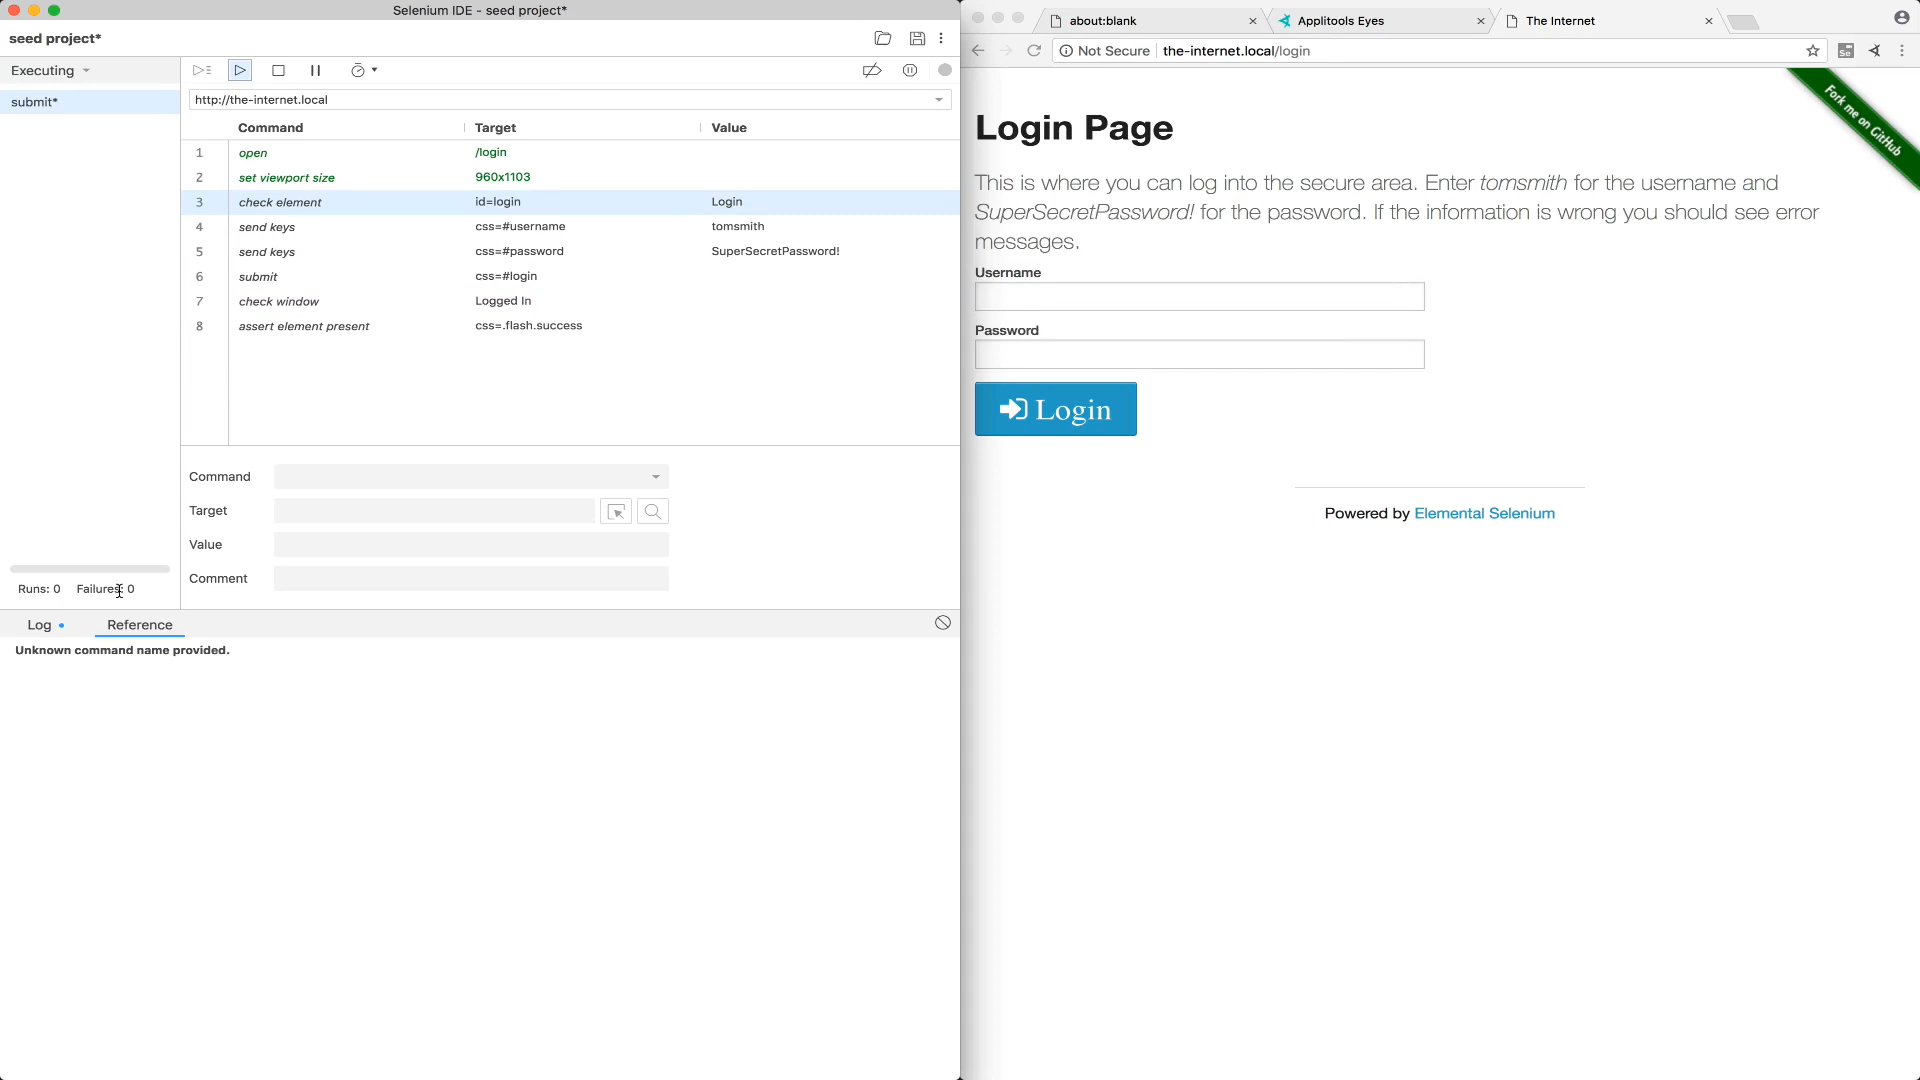 Selenium IDE - seed project*
seed project*
Executing
submit*
http://the-internet.local
Command Target Value
1 open /login
2 set viewport size 960x1103
3 check element id=login Login
4 send keys css=#username tomsmith
5 send keys css=#password SuperSecretPassword!
6 submit css=#login
7 check window Logged In
8 assert element present css=.flash.success
Command
Target
Value
Comment
Runs: 0 Failures: 0
Log Reference
Unknown command name provided.
about:blank
Applitools Eyes
The Internet
Not Secure the-internet.local/login
Se
Fork me on GitHub
Login Page
This is where you can log into the secure area. Enter tomsmith for the username and
SuperSecretPassword! for the password. If the information is wrong you should see error
messages.
Username
Password
Login
Powered by Elemental Selenium